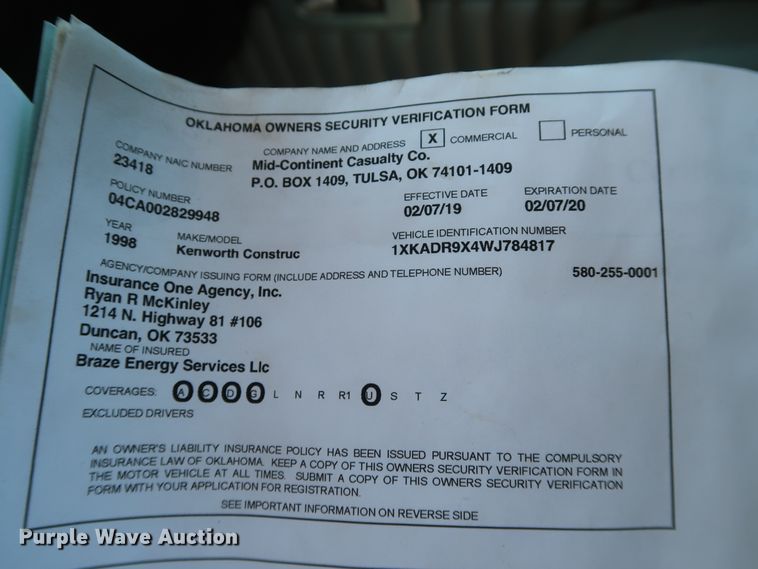 OKLAHOMA OWNERS SECURITY VERIFICATION FORM
COMPANY NAIC NUMBER COMPANY NAME AND ADDRESS X COMMERCIAL PERSONAL
23418 Mid-Continent Casualty Co.
P.O. BOX 1409, TULSA, OK 74101-1409
POLICY NUMBER EFFECTIVE DATE EXPIRATION DATE
04CA002829948 02/07/19 02/07/20
YEAR MAKE/MODEL VEHICLE IDENTIFICATION NUMBER
1998 Kenworth Construc 1XKADR9X4WJ784817
AGENCY/COMPANY ISSUING FORM (INCLUDE ADDRESS AND TELEPHONE NUMBER) 580-255-0001
Insurance One Agency, Inc.
Ryan R McKinley
1214 N. Highway 81 #106
Duncan, OK 73533
NAME OF INSURED
Braze Energy Services Llc
COVERAGES: A C D G L N R R1 U S T Z
EXCLUDED DRIVERS
AN OWNER'S LIABILITY INSURANCE POLICY HAS BEEN ISSUED PURSUANT TO THE COMPULSORY
INSURANCE LAW OF OKLAHOMA. KEEP A COPY OF THIS OWNERS SECURITY VERIFICATION FORM IN
THE MOTOR VEHICLE AT ALL TIMES. SUBMIT A COPY OF THIS OWNERS SECURITY VERIFICATION
FORM WITH YOUR APPLICATION FOR REGISTRATION.
SEE IMPORTANT INFORMATION ON REVERSE SIDE
Purple Wave Auction